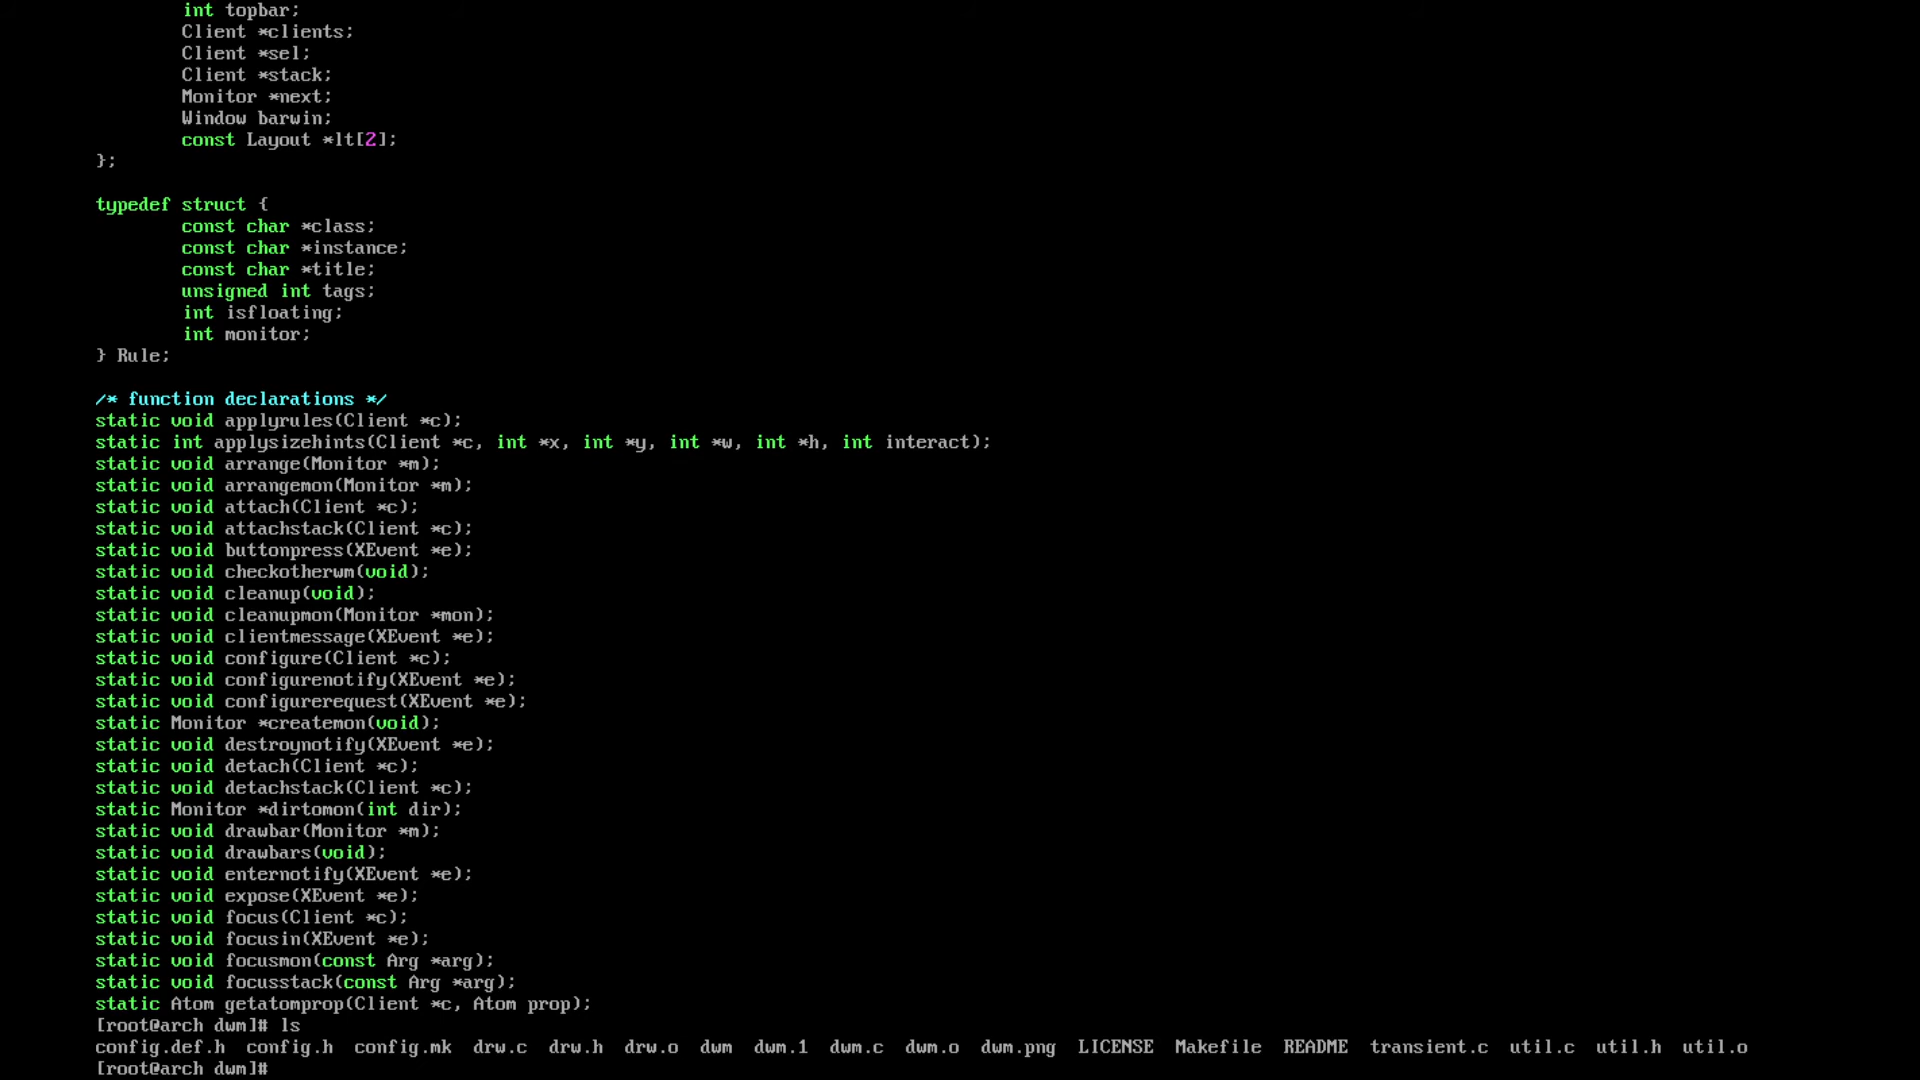 int topbar;
Client *clients;
Client *sel;
Client *stack;
Monitor *next;
Window barwin;
const Layout *lt[2];
};
typedef struct {
const char *class;
const char *instance;
const char *title;
unsigned int tags;
int isfloating;
int monitor;
} Rule;
/* function declarations */
static void applyrules(Client *c);
static int applysizehints(Client *c, int *x, int *y, int *w, int *h, int interact);
static void arrange(Monitor *m);
static void arrangemon(Monitor *m);
static void attach(Client *c);
static void attachstack(Client *c);
static void buttonpress(XEvent *e);
static void checkotherwm(void);
static void cleanup(void);
static void cleanupmon(Monitor *mon);
static void clientmessage(XEvent *e);
static void configure(Client *c);
static void configurenotify(XEvent *e);
static void configurerequest(XEvent *e);
static Monitor *createmon(void);
static void destroynotify(XEvent *e);
static void detach(Client *c);
static void detachstack(Client *c);
static Monitor *dirtomon(int dir);
static void drawbar(Monitor *m);
static void drawbars(void);
static void enternotify(XEvent *e);
static void expose(XEvent *e);
static void focus(Client *c);
static void focusin(XEvent *e);
static void focusmon(const Arg *arg);
static void focusstack(const Arg *arg);
static Atom getatomprop(Client *c, Atom prop);
[root@arch dwm]# ls
config.def.h config.h config.mk drw.c drw.h drw.o dwm dwm.1 dwm.c dwm.o dwm.png LICENSE Makefile README transient.c util.c util.h util.o
[root@arch dwm]#